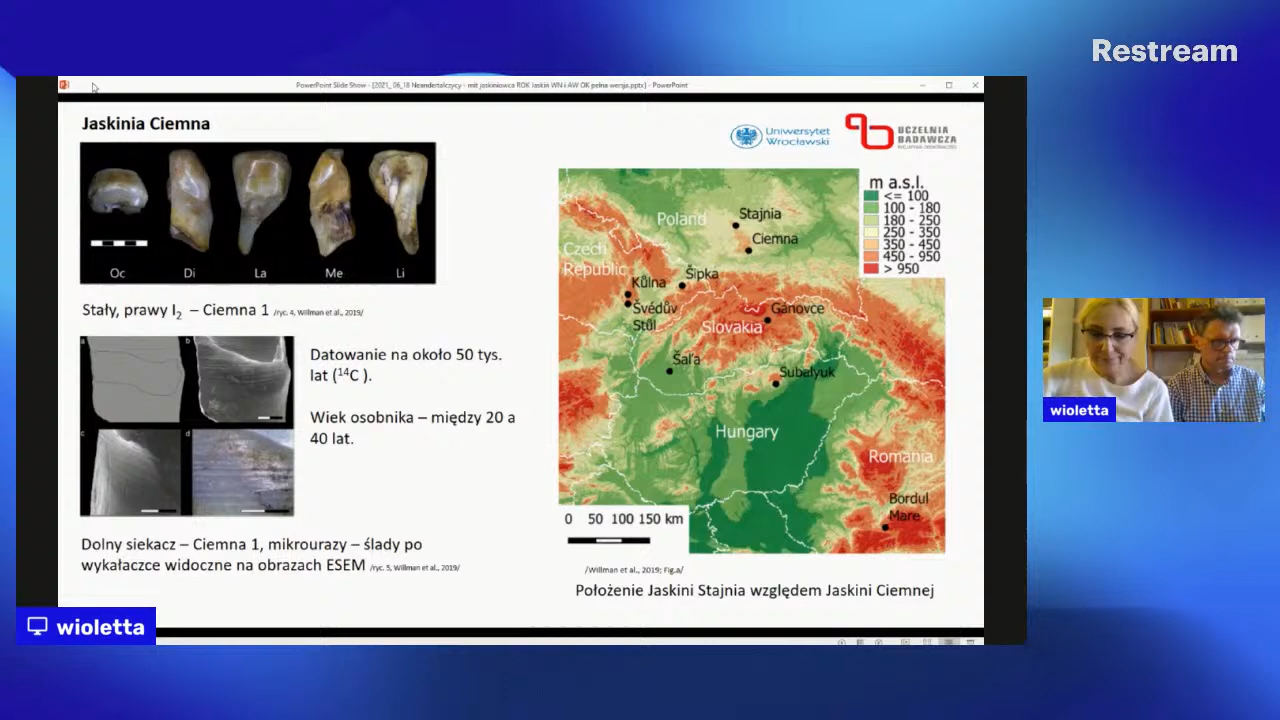 Restream
PowerPoint Slide Show - [2021_06_18 Neandertalczycy - mit jaskiniowca ROK Jaskiń WN i AW OK pełna wersja.pptx] - PowerPoint
Jaskinia Ciemna
Uniwersytet
Wrocławski
UCZELNIA
BADAWCZA
Oc Di La Me Li
Stały, prawy I₂ – Ciemna 1 /ryc. 4, Willman et al., 2019/
a b
c d
Datowanie na około 50 tys.
lat (¹⁴C ).
Wiek osobnika – między 20 a
40 lat.
Dolny siekacz – Ciemna 1, mikrourazy – ślady po
wykałaczce widoczne na obrazach ESEM /ryc. 5, Willman et al., 2019/
m a.s.l.
<= 100
100 - 180
180 - 250
250 - 350
350 - 450
450 - 950
> 950
Poland
Stajnia
Ciemna
Czech
Republic
Šipka
Kůlna
Švédův
Stůl
Gánovce
Slovakia
Šaľa
Subalyuk
Hungary
Romania
Bordul
Mare
0 50 100 150 km
/Willman et al., 2019; Fig.a/
Położenie Jaskini Stajnia względem Jaskini Ciemnej
wioletta
wioletta